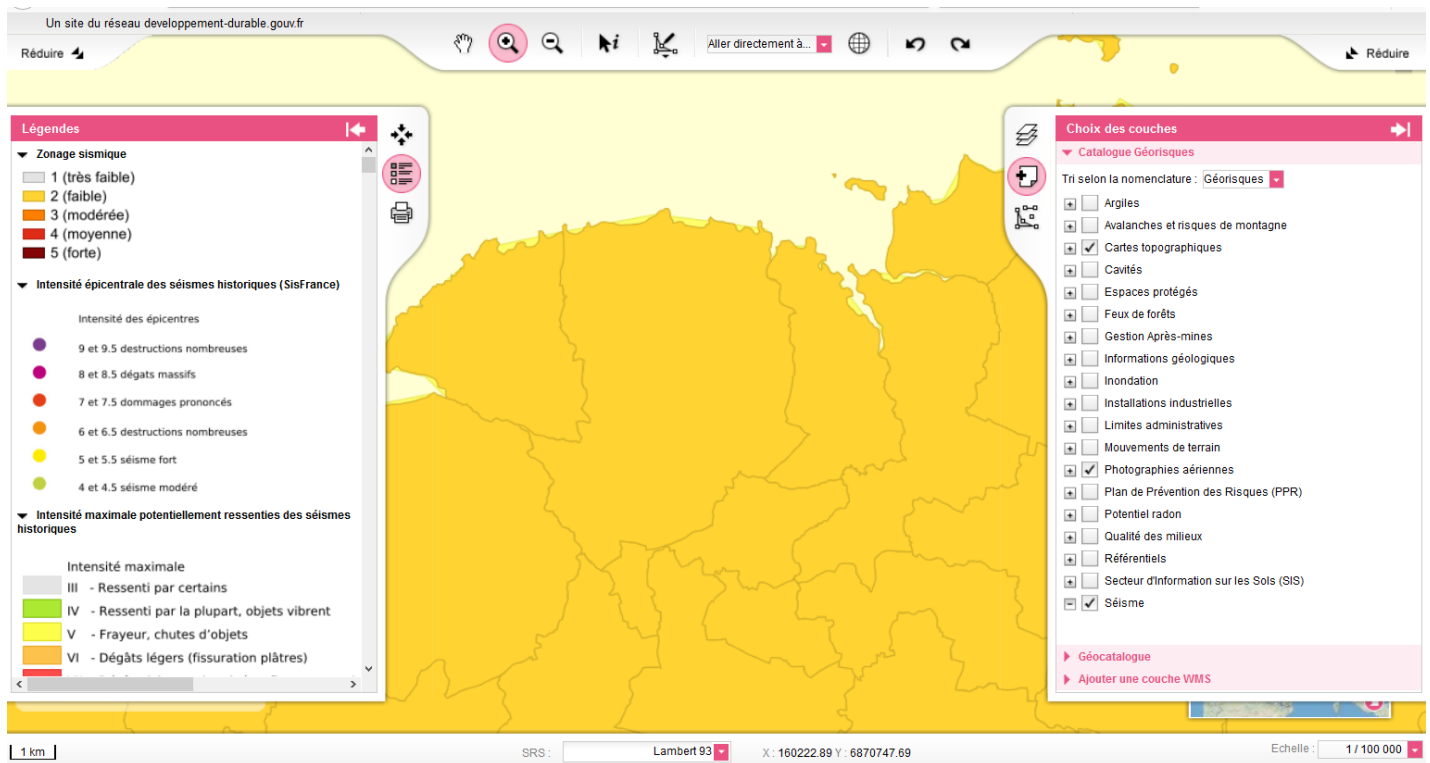 Un site du réseau developpement-durable.gouv.fr
Réduire
Aller directement à...
Réduire
Légendes
Zonage sismique
1 (très faible)
2 (faible)
3 (modérée)
4 (moyenne)
5 (forte)
Intensité épicentrale des séismes historiques (SisFrance)
Intensité des épicentres
9 et 9.5 destructions nombreuses
8 et 8.5 dégats massifs
7 et 7.5 dommages prononcés
6 et 6.5 destructions nombreuses
5 et 5.5 séisme fort
4 et 4.5 séisme modéré
Intensité maximale potentiellement ressenties des séismes
historiques
Intensité maximale
III - Ressenti par certains
IV - Ressenti par la plupart, objets vibrent
V - Frayeur, chutes d'objets
VI - Dégâts légers (fissuration plâtres)
Choix des couches
Catalogue Géorisques
Tri selon la nomenclature : Géorisques
Argiles
Avalanches et risques de montagne
Cartes topographiques
Cavités
Espaces protégés
Feux de forêts
Gestion Après-mines
Informations géologiques
Inondation
Installations industrielles
Limites administratives
Mouvements de terrain
Photographies aériennes
Plan de Prévention des Risques (PPR)
Potentiel radon
Qualité des milieux
Référentiels
Secteur d'Information sur les Sols (SIS)
Séisme
Géocatalogue
Ajouter une couche WMS
1 km
SRS : Lambert 93
X : 160222.89 Y : 6870747.69
Echelle : 1 / 100 000